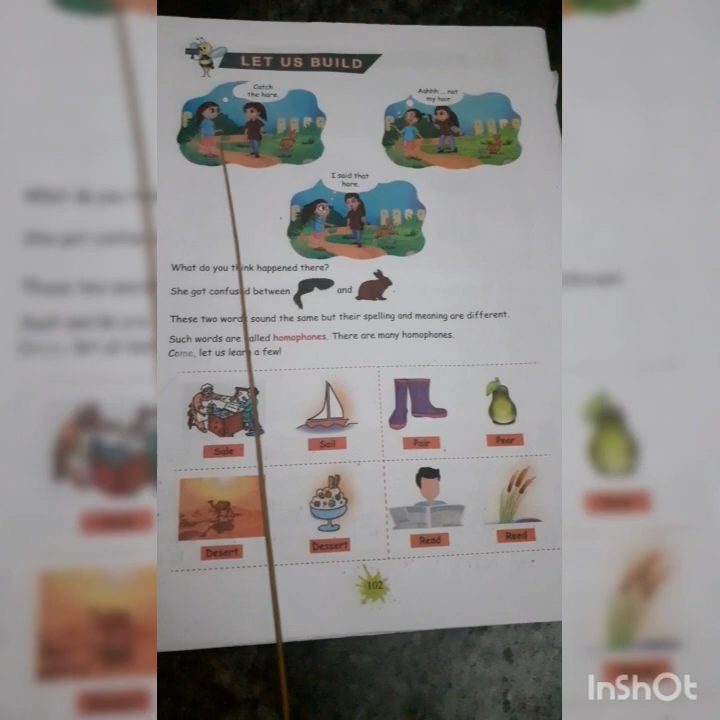 LET US BUILD
Catch
the hare.
Aahhh ... not
my hair
I said that
hare.
What do you think happened there?
She got confused between and .
These two words sound the same but their spelling and meaning are different.
Such words are called homophones. There are many homophones.
Come, let us learn a few!
Sale
Sail
Pair
Pear
Desert
Dessert
Read
Reed
102
InShOt